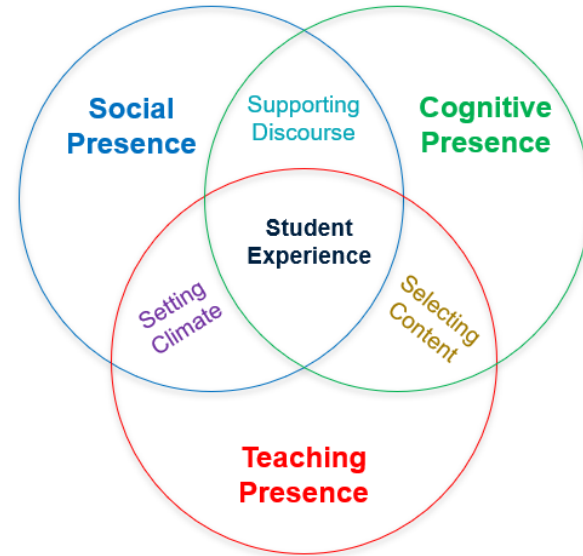 Social
Presence
Supporting
Discourse
Cognitive
Presence
Student
Experience
Setting
Climate
Selecting
Content
Teaching
Presence